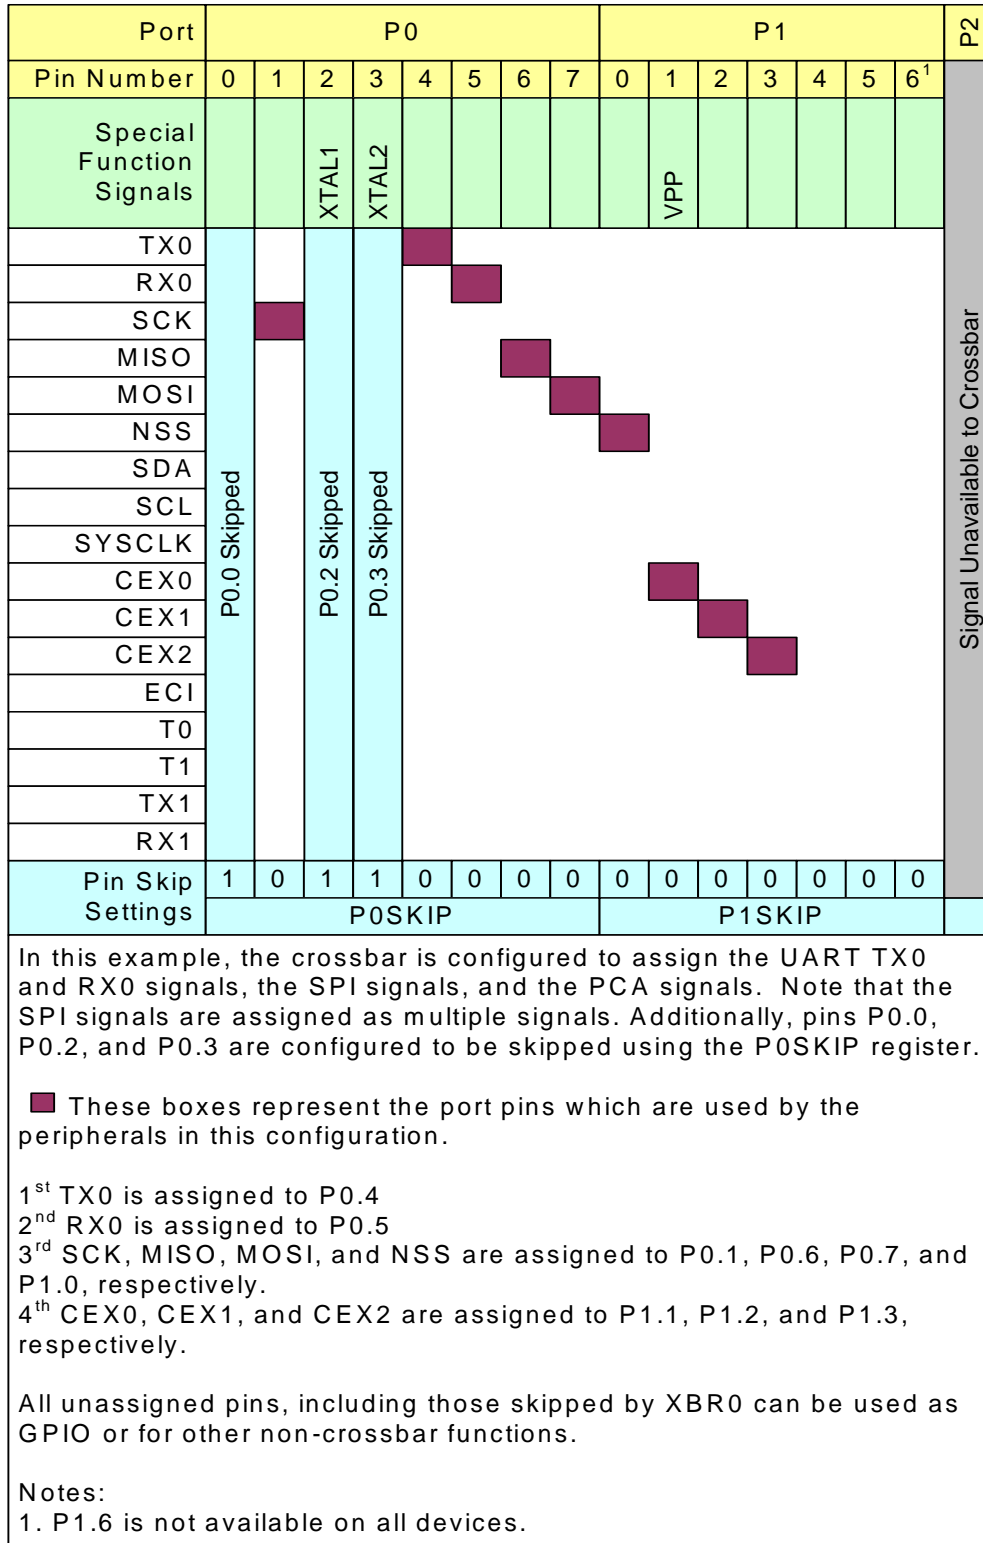 Port P0 P1 P2
Pin Number 0 1 2 3 4 5 6 7 0 1 2 3 4 5 6¹
Special
Function
Signals
XTAL1
XTAL2
VPP
TX0
RX0
SCK
MISO
MOSI
NSS
SDA
SCL
SYSCLK
CEX0
CEX1
CEX2
ECI
T0
T1
TX1
RX1
P0.0 Skipped
P0.2 Skipped
P0.3 Skipped
Signal Unavailable to Crossbar
Pin Skip
Settings
1 0 1 1 0 0 0 0 0 0 0 0 0 0 0
P0SKIP P1SKIP
In this example, the crossbar is configured to assign the UART TX0
and RX0 signals, the SPI signals, and the PCA signals. Note that the
SPI signals are assigned as multiple signals. Additionally, pins P0.0,
P0.2, and P0.3 are configured to be skipped using the P0SKIP register.
These boxes represent the port pins which are used by the
peripherals in this configuration.
1st TX0 is assigned to P0.4
2nd RX0 is assigned to P0.5
3rd SCK, MISO, MOSI, and NSS are assigned to P0.1, P0.6, P0.7, and
P1.0, respectively.
4th CEX0, CEX1, and CEX2 are assigned to P1.1, P1.2, and P1.3,
respectively.
All unassigned pins, including those skipped by XBR0 can be used as
GPIO or for other non-crossbar functions.
Notes:
1. P1.6 is not available on all devices.